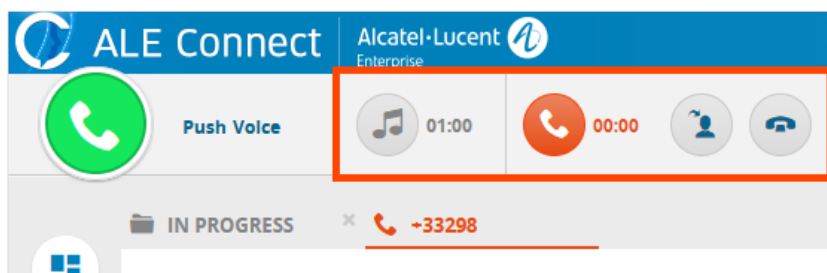 ALE Connect
Alcatel·Lucent
Enterprise
Push Voice
01:00
00:00
IN PROGRESS
× +33298